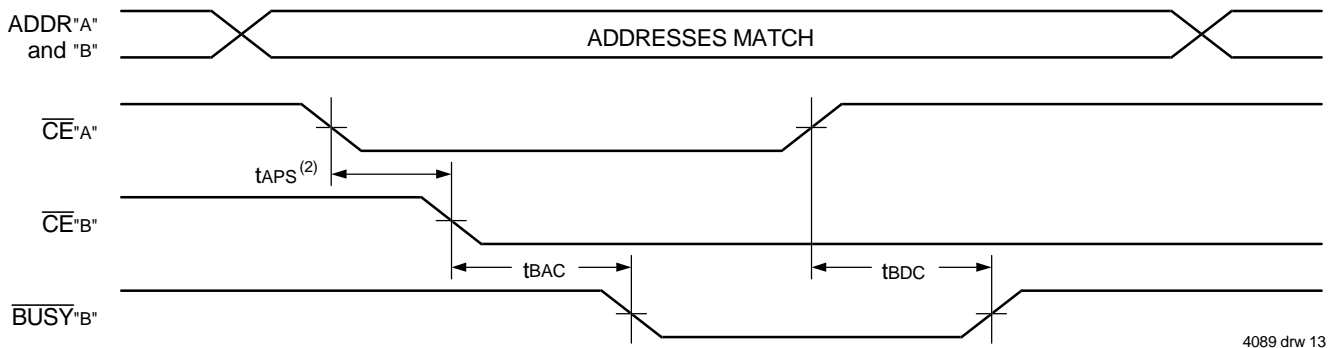 ADDR"A"
and "B"
ADDRESSES MATCH
CE"A"
tAPS(2)
CE"B"
tBAC
tBDC
BUSY"B"
4089 drw 13